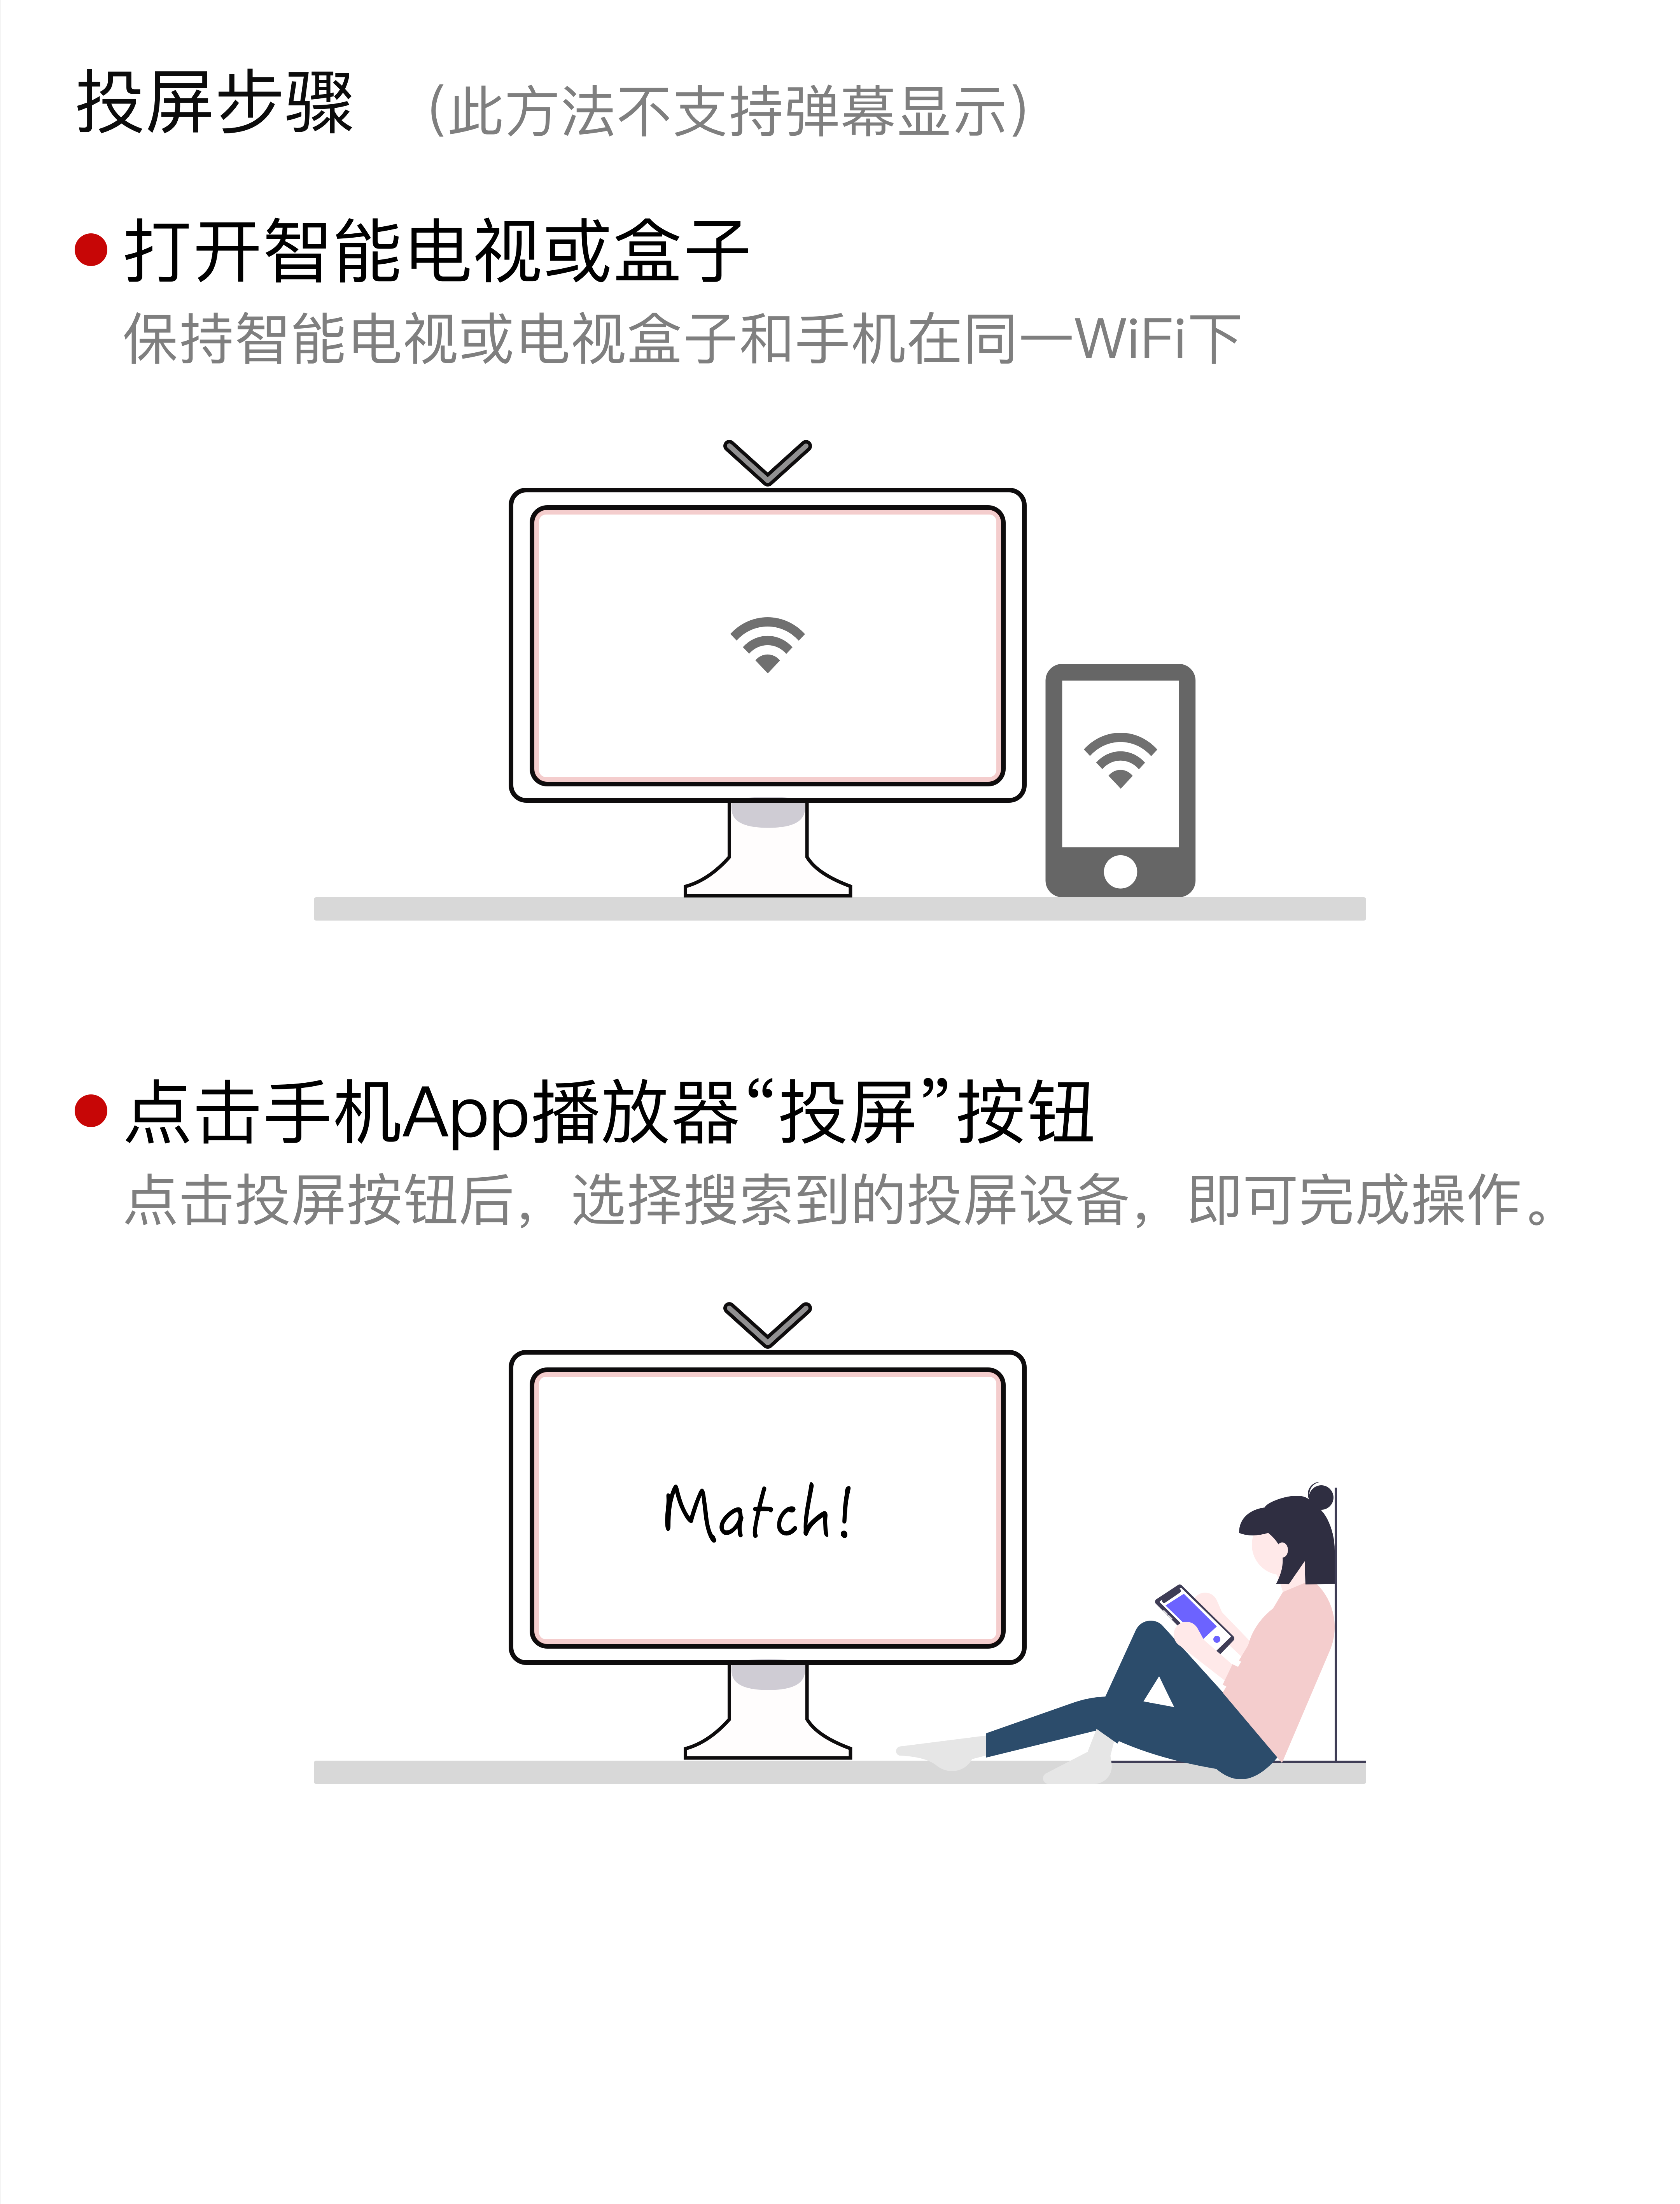 投屏步骤 (此方法不支持弹幕显示)
打开智能电视或盒子
保持智能电视或电视盒子和手机在同一WiFi下
点击手机App播放器“投屏”按钮
点击投屏按钮后，选择搜索到的投屏设备，即可完成操作。
Match!